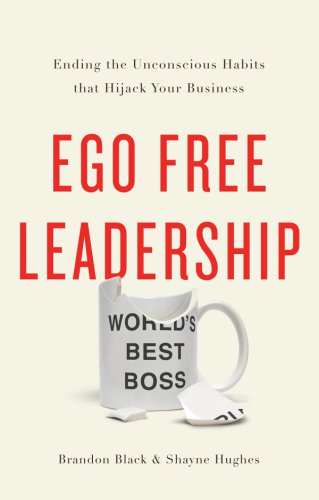 Ending the Unconscious Habits
that Hijack Your Business
EGO FREE
LEADERSHIP
WORLD'S
BEST
BOSS
Brandon Black & Shayne Hughes